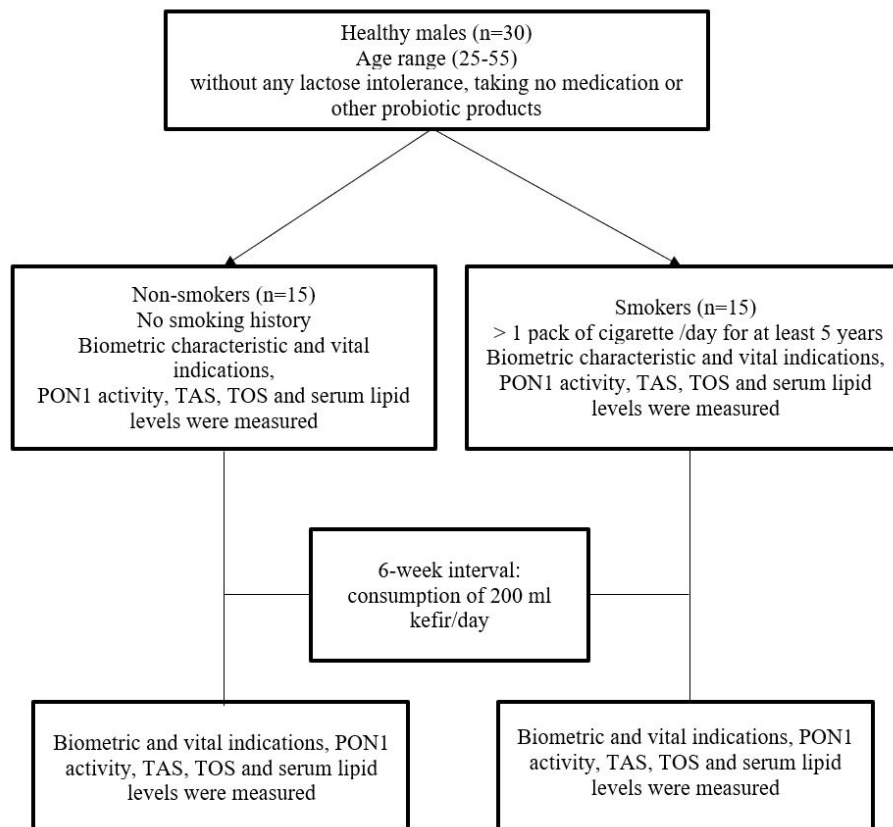 Healthy males (n=30)
Age range (25-55)
without any lactose intolerance, taking no medication or
other probiotic products
Non-smokers (n=15)
No smoking history
Biometric characteristic and vital
indications,
PON1 activity, TAS, TOS and serum lipid
levels were measured
Smokers (n=15)
> 1 pack of cigarette /day for at least 5 years
Biometric characteristic and vital indications,
PON1 activity, TAS, TOS and serum lipid
levels were measured
6-week interval:
consumption of 200 ml
kefir/day
Biometric and vital indications, PON1
activity, TAS, TOS and serum lipid
levels were measured
Biometric and vital indications, PON1
activity, TAS, TOS and serum lipid
levels were measured